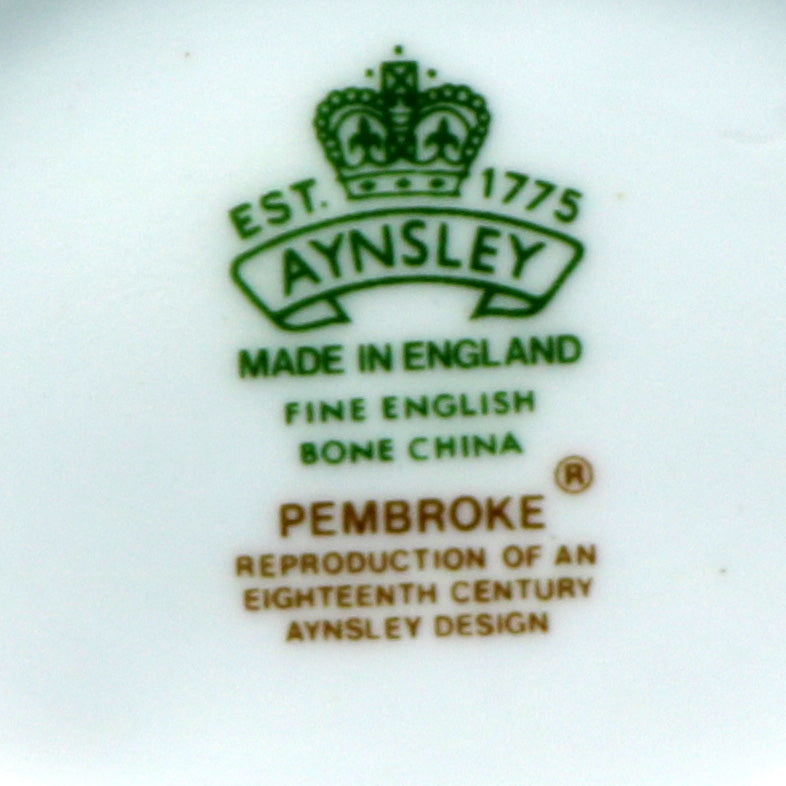 EST. 1775
AYNSLEY
MADE IN ENGLAND
FINE ENGLISH
BONE CHINA
PEMBROKE ®
REPRODUCTION OF AN
EIGHTEENTH CENTURY
AYNSLEY DESIGN